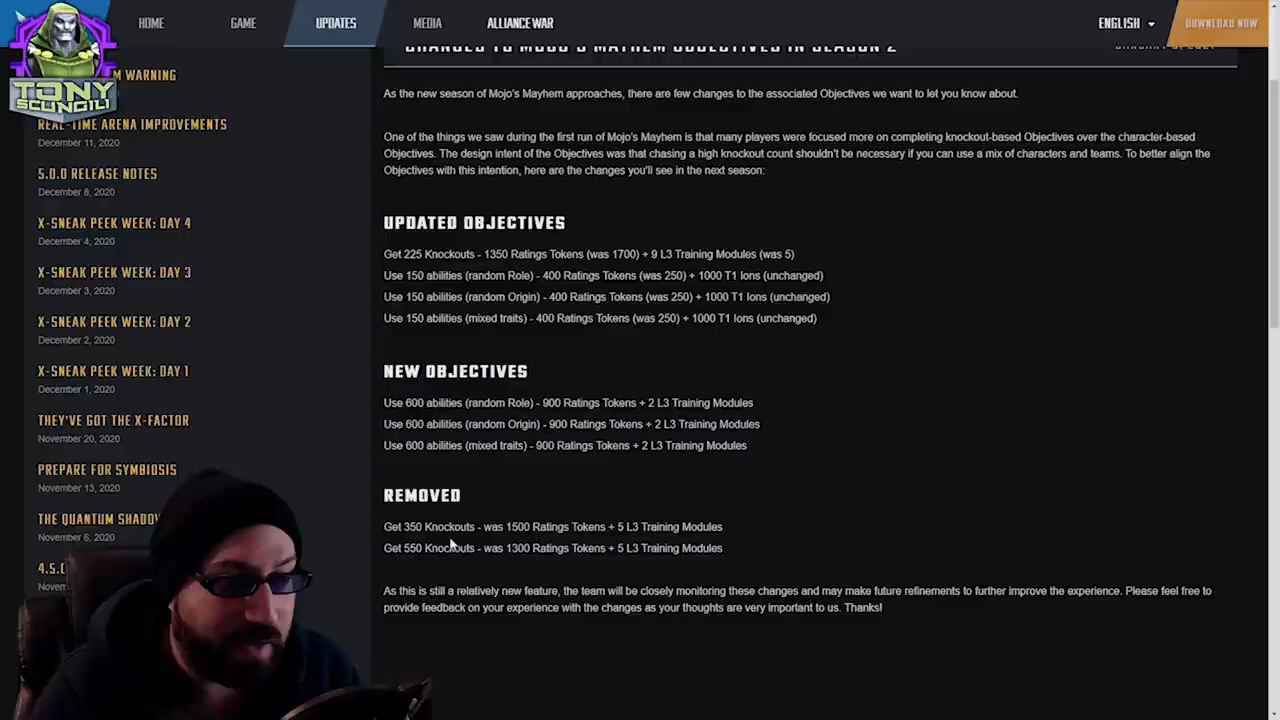 HOME
GAME
UPDATES
MEDIA
ALLIANCE WAR
ENGLISH
DOWNLOAD NOW
TONY
SCUNGILI
WARNING
REAL-TIME ARENA IMPROVEMENTS
December 11, 2020
5.0.0 RELEASE NOTES
December 8, 2020
X-SNEAK PEEK WEEK: DAY 4
December 4, 2020
X-SNEAK PEEK WEEK: DAY 3
December 3, 2020
X-SNEAK PEEK WEEK: DAY 2
December 2, 2020
X-SNEAK PEEK WEEK: DAY 1
December 1, 2020
THEY'VE GOT THE X-FACTOR
November 20, 2020
PREPARE FOR SYMBIOSIS
November 13, 2020
THE QUANTUM SHADOW
November 6, 2020
4.5.0
CHANGES TO MOJO'S MAYHEM OBJECTIVES IN SEASON 2
As the new season of Mojo's Mayhem approaches, there are few changes to the associated Objectives we want to let you know about.
One of the things we saw during the first run of Mojo's Mayhem is that many players were focused more on completing knockout-based Objectives over the character-based
Objectives. The design intent of the Objectives was that chasing a high knockout count shouldn't be necessary if you can use a mix of characters and teams. To better align the
Objectives with this intention, here are the changes you'll see in the next season:
UPDATED OBJECTIVES
Get 225 Knockouts - 1350 Ratings Tokens (was 1700) + 9 L3 Training Modules (was 5)
Use 150 abilities (random Role) - 400 Ratings Tokens (was 250) + 1000 T1 Ions (unchanged)
Use 150 abilities (random Origin) - 400 Ratings Tokens (was 250) + 1000 T1 Ions (unchanged)
Use 150 abilities (mixed traits) - 400 Ratings Tokens (was 250) + 1000 T1 Ions (unchanged)
NEW OBJECTIVES
Use 600 abilities (random Role) - 900 Ratings Tokens + 2 L3 Training Modules
Use 600 abilities (random Origin) - 900 Ratings Tokens + 2 L3 Training Modules
Use 600 abilities (mixed traits) - 900 Ratings Tokens + 2 L3 Training Modules
REMOVED
Get 350 Knockouts - was 1500 Ratings Tokens + 5 L3 Training Modules
Get 550 Knockouts - was 1300 Ratings Tokens + 5 L3 Training Modules
As this is still a relatively new feature, the team will be closely monitoring these changes and may make future refinements to further improve the experience. Please feel free to
provide feedback on your experience with the changes as your thoughts are very important to us. Thanks!